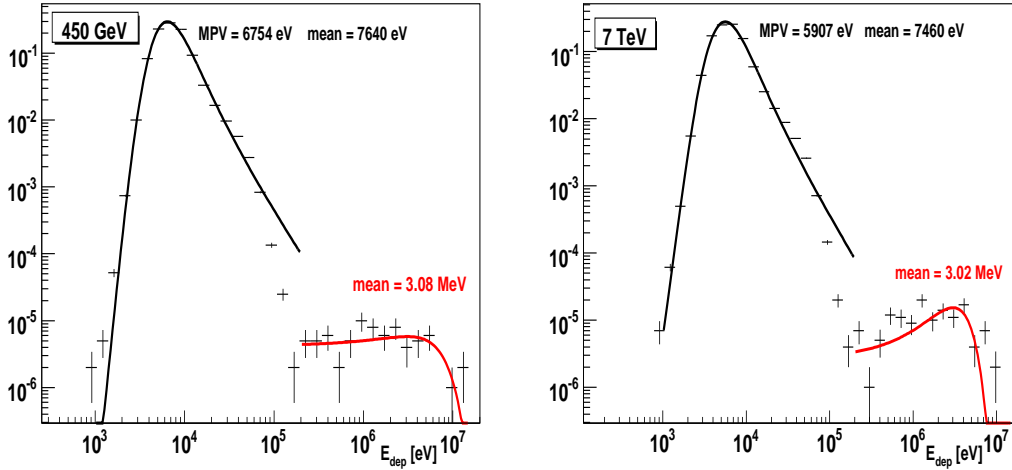 450 GeV
MPV = 6754 eV mean = 7640 eV
10^-1
10^-2
10^-3
10^-4
10^-5
10^-6
mean = 3.08 MeV
10^3 10^4 10^5 10^6 10^7
E_dep [eV]
7 TeV
MPV = 5907 eV mean = 7460 eV
10^-1
10^-2
10^-3
10^-4
10^-5
10^-6
mean = 3.02 MeV
10^3 10^4 10^5 10^6 10^7
E_dep [eV]